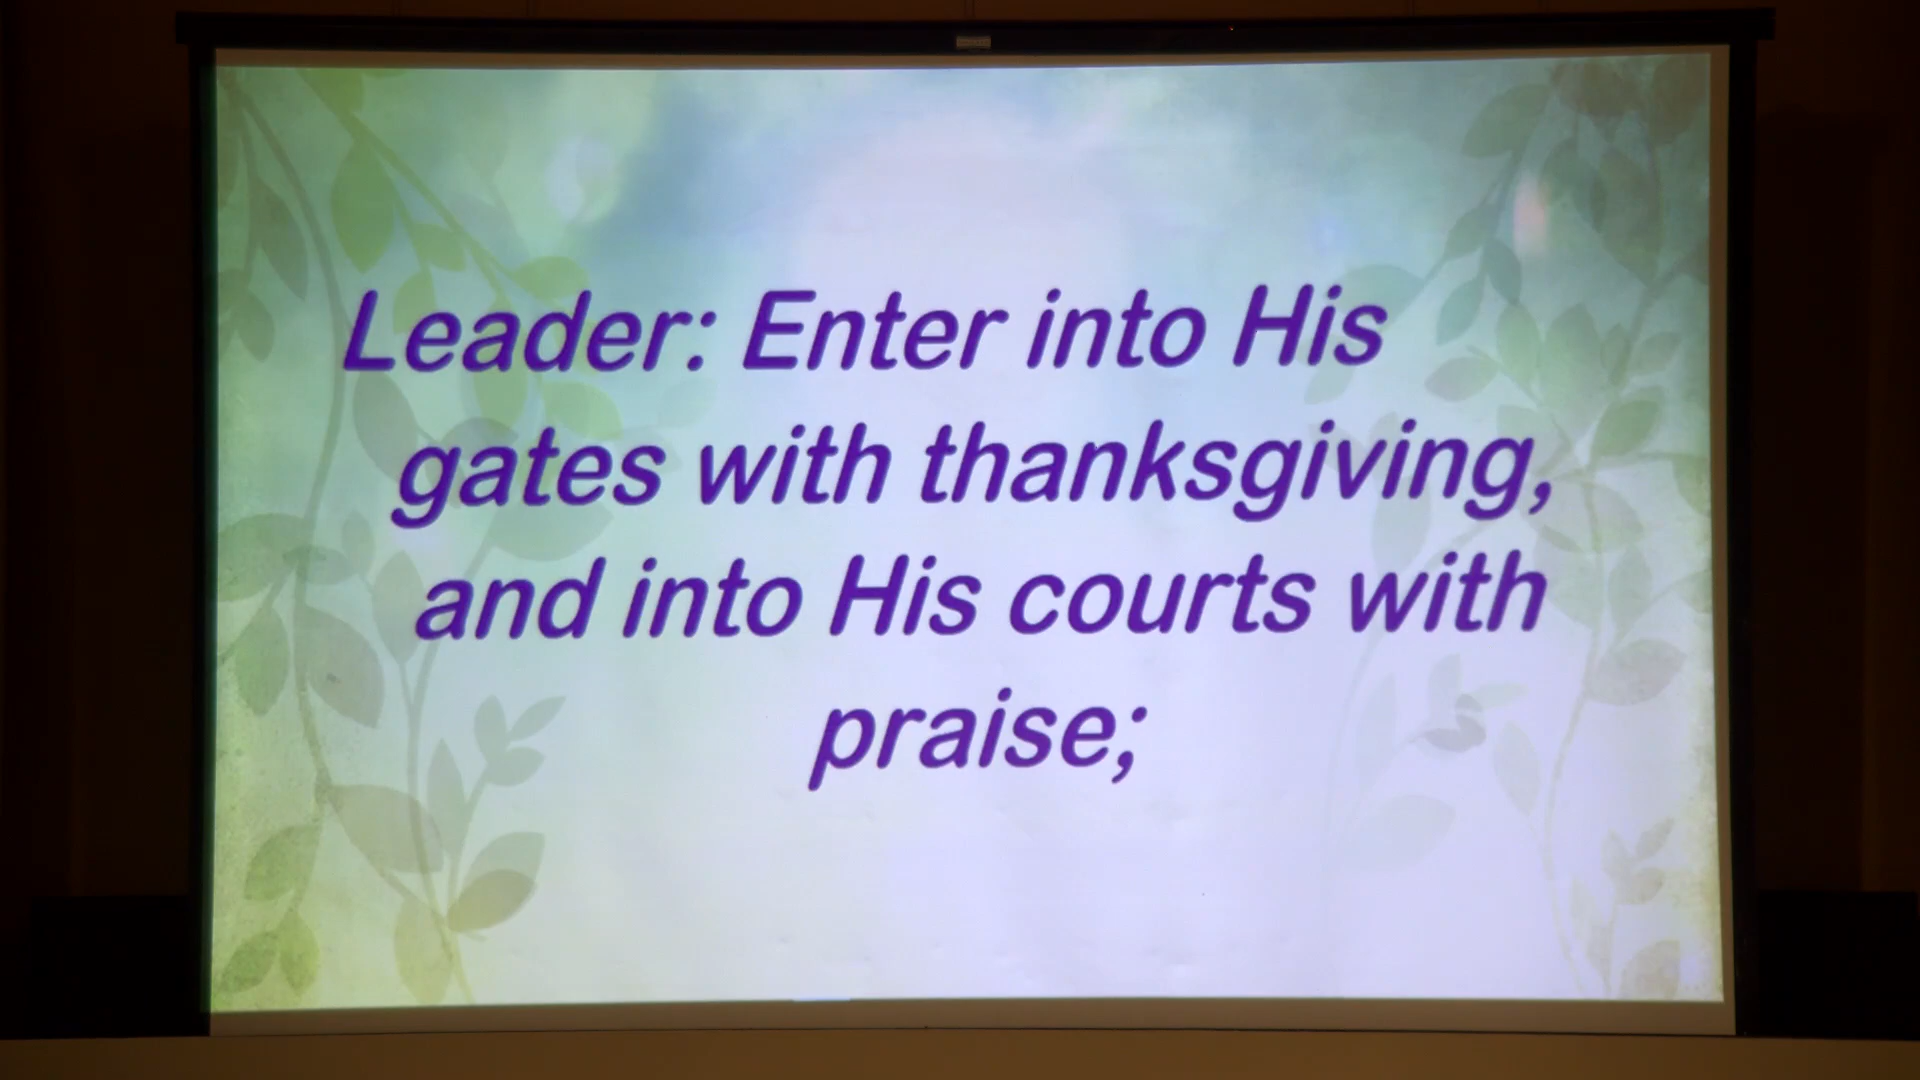 Leader: Enter into His
gates with thanksgiving,
and into His courts with
praise;